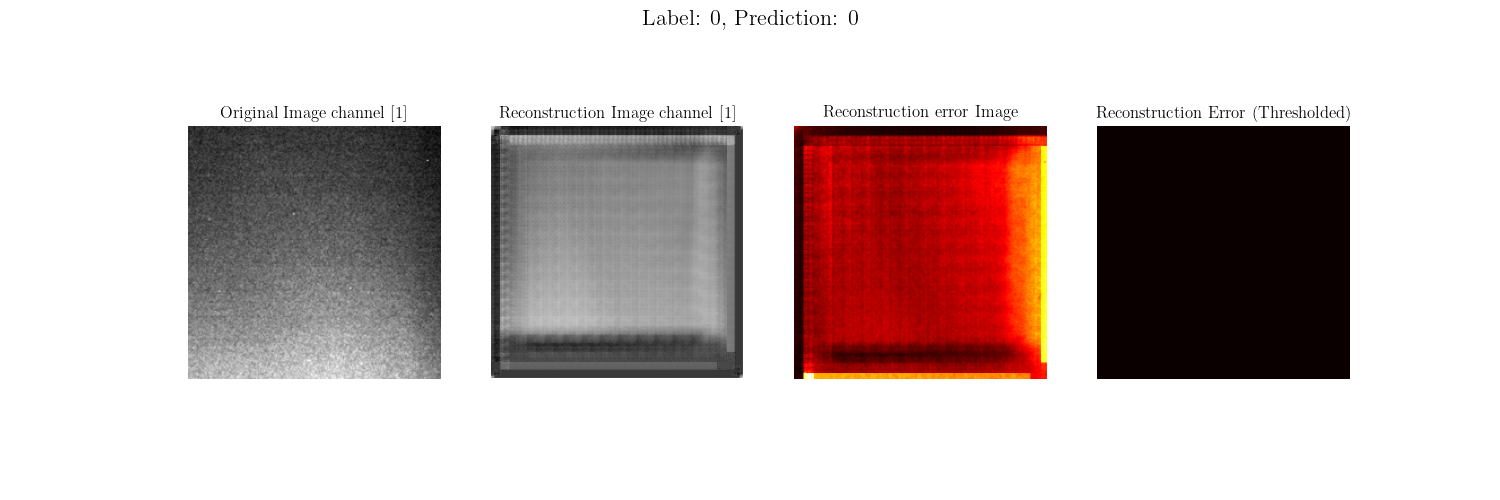 Label: 0, Prediction: 0
Original Image channel [1]
Reconstruction Image channel [1]
Reconstruction error Image
Reconstruction Error (Thresholded)